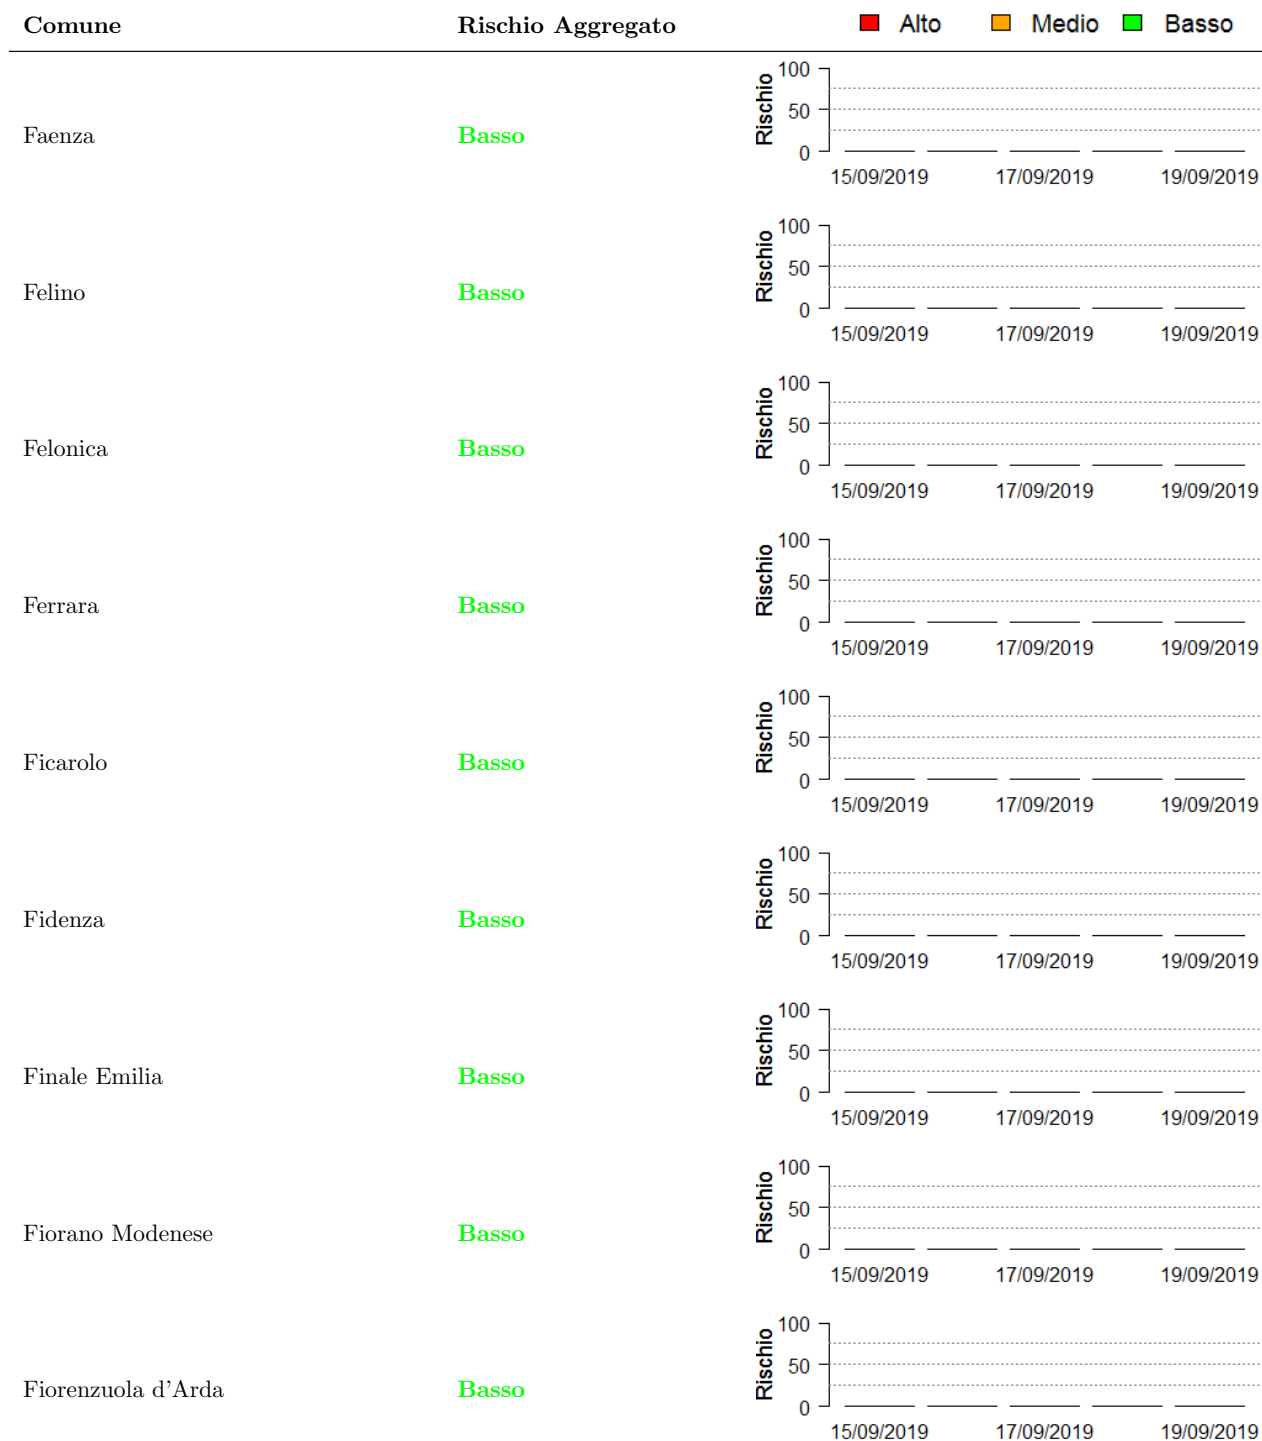 Comune Rischio Aggregato Alto Medio Basso
100
50
0
Rischio
Faenza Basso
15/09/2019 17/09/2019 19/09/2019
100
50
0
Rischio
Felino Basso
15/09/2019 17/09/2019 19/09/2019
100
50
0
Rischio
Felonica Basso
15/09/2019 17/09/2019 19/09/2019
100
50
0
Rischio
Ferrara Basso
15/09/2019 17/09/2019 19/09/2019
100
50
0
Rischio
Ficarolo Basso
15/09/2019 17/09/2019 19/09/2019
100
50
0
Rischio
Fidenza Basso
15/09/2019 17/09/2019 19/09/2019
100
50
0
Rischio
Finale Emilia Basso
15/09/2019 17/09/2019 19/09/2019
100
50
0
Rischio
Fiorano Modenese Basso
15/09/2019 17/09/2019 19/09/2019
100
50
0
Rischio
Fiorenzuola d'Arda Basso
15/09/2019 17/09/2019 19/09/2019